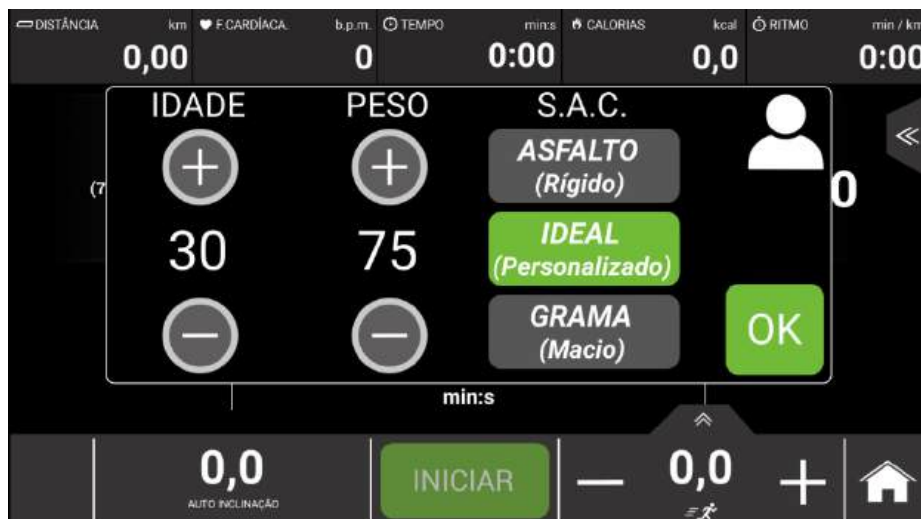 DISTÂNCIA km F.CARDÍACA. b.p.m. TEMPO min:s CALORIAS kcal RITMO min / km
0,00 0 0:00 0,0 0:00
IDADE PESO S.A.C.
+ + ASFALTO
(Rígido)
(7 0
30 75 IDEAL
(Personalizado)
− − GRAMA
(Macio)
OK
min:s
0,0 INICIAR − 0,0 +
AUTO INCLINAÇÃO